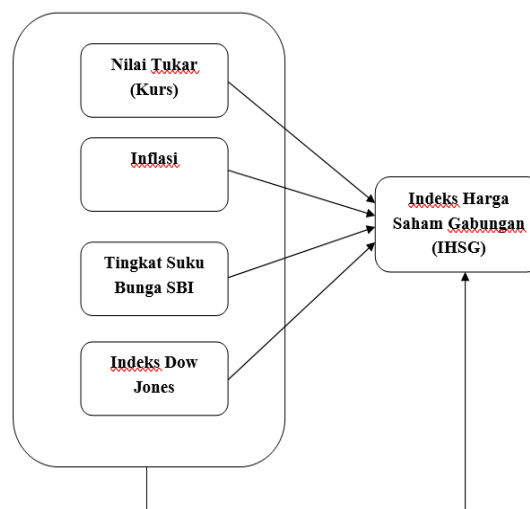 Nilai Tukar
(Kurs)
Inflasi
Tingkat Suku
Bunga SBI
Indeks Dow
Jones
Indeks Harga
Saham Gabungan
(IHSG)